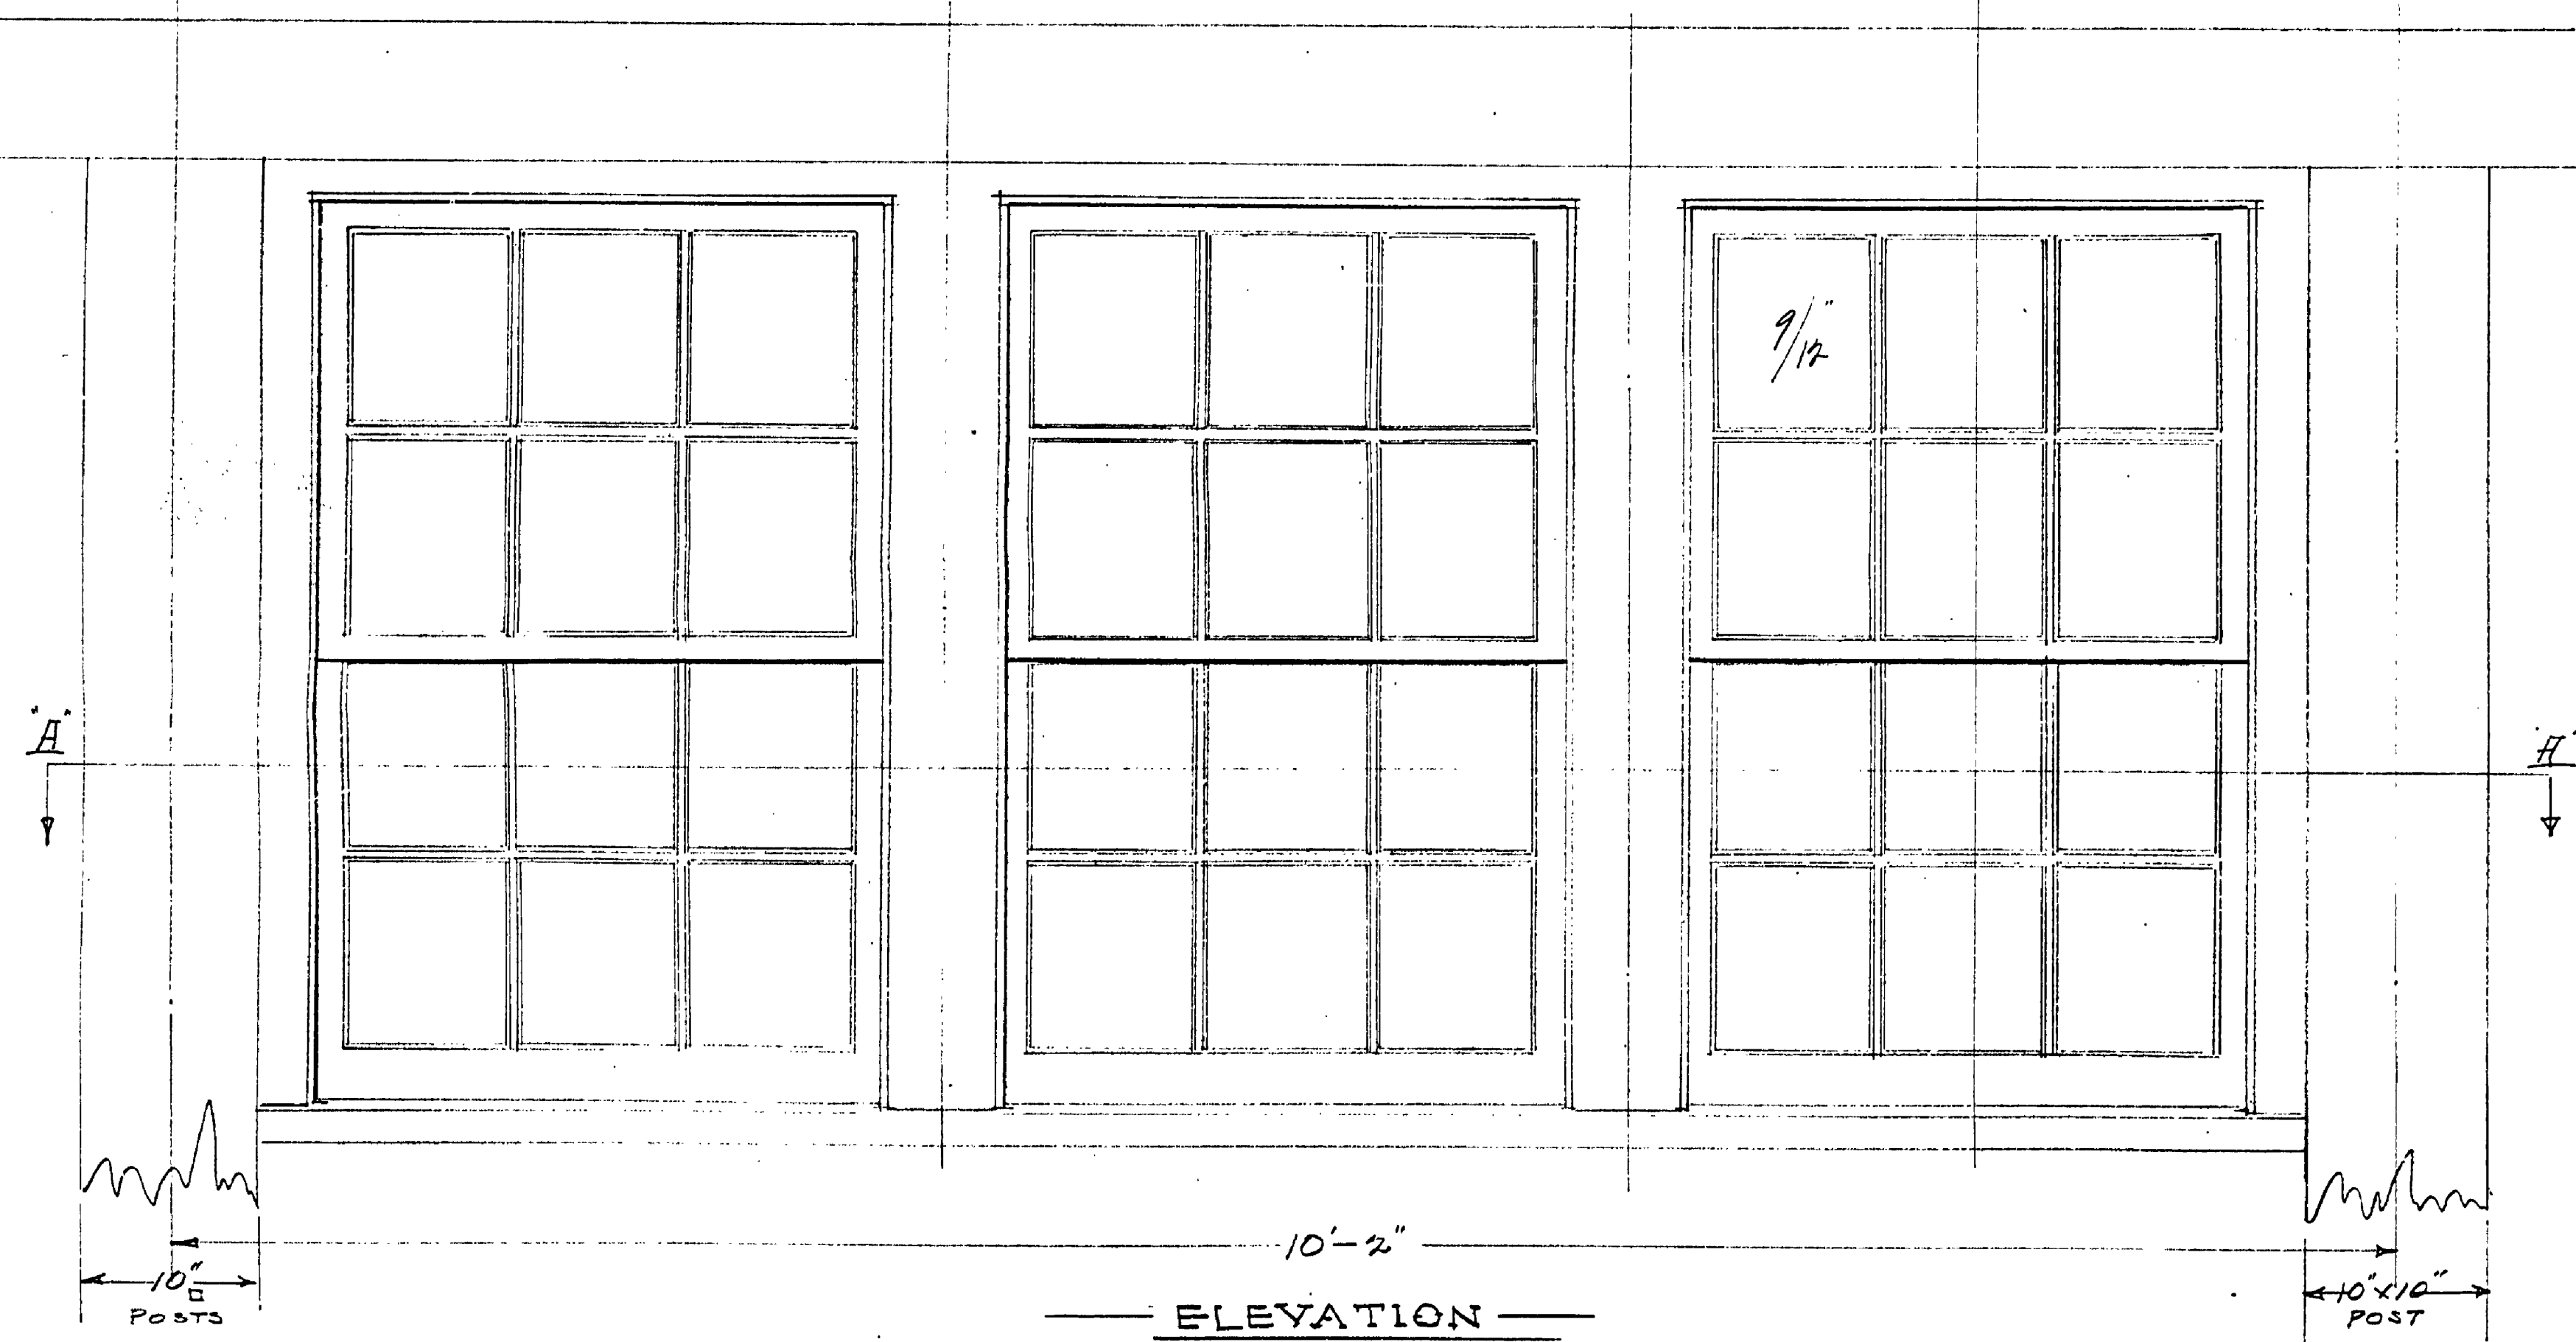 9/12"
"A"
"A"
10'-2"
10"□
POSTS
10"x10"
POST
ELEVATION